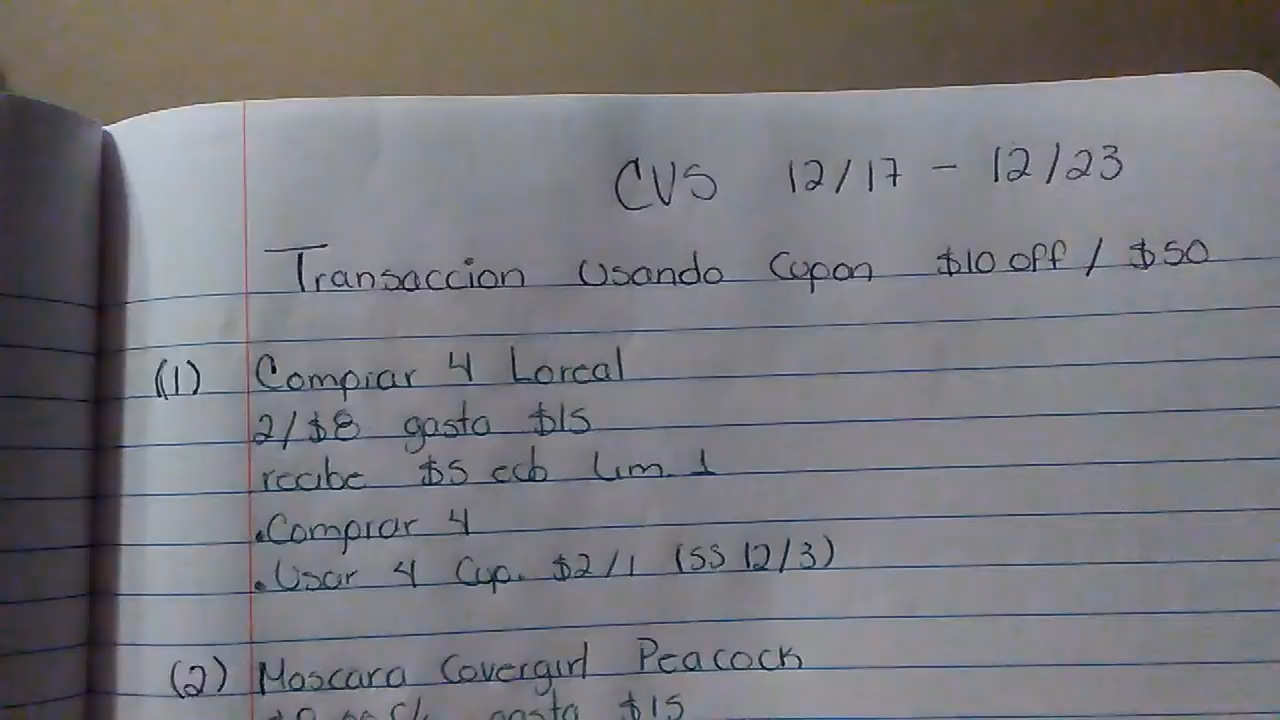 CVS 12/17 - 12/23
Transaccion Usando Cupon $10 off / $50
(1) Comprar 4 Loreal
2/$8 gasta $15
recibe $5 ecb Lim 1
.Comprar 4
.Usar 4 Cup. $2/1 (SS 12/3)
(2) Mascara Covergirl Peacock
gasta $15